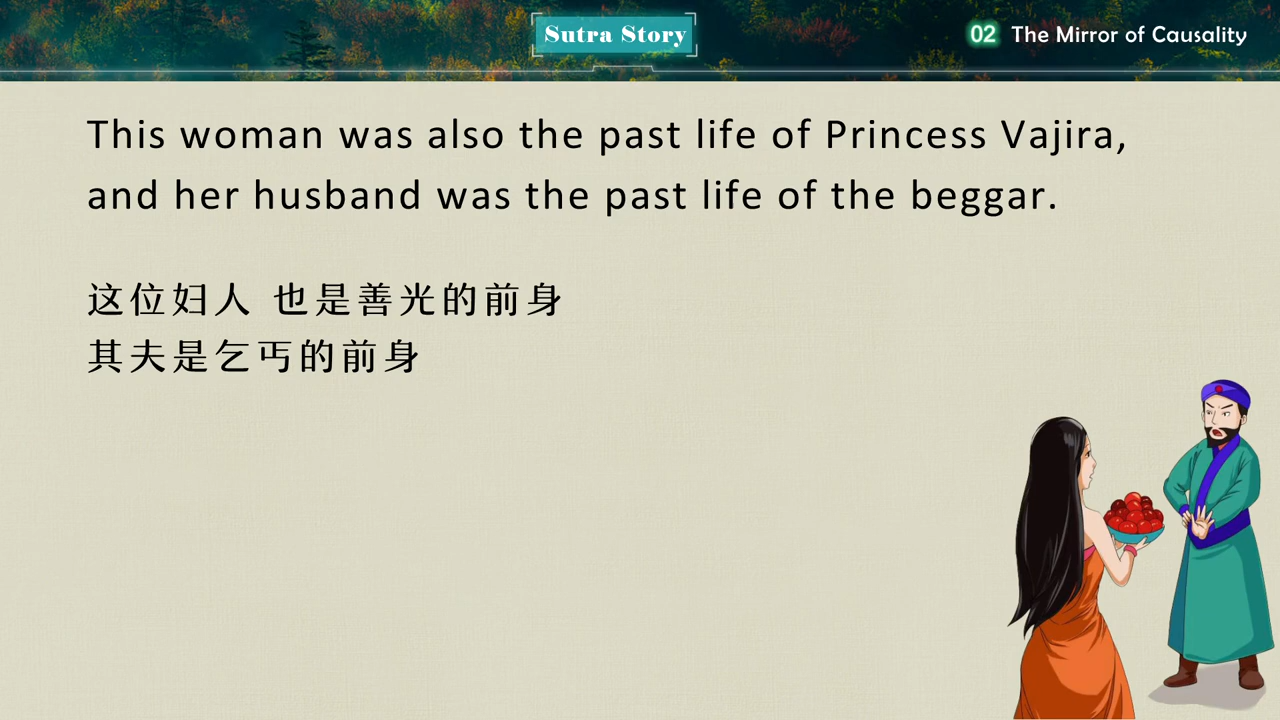 Sutra Story
02 The Mirror of Causality
This woman was also the past life of Princess Vajira,
and her husband was the past life of the beggar.
这位妇人 也是善光的前身
其夫是乞丐的前身